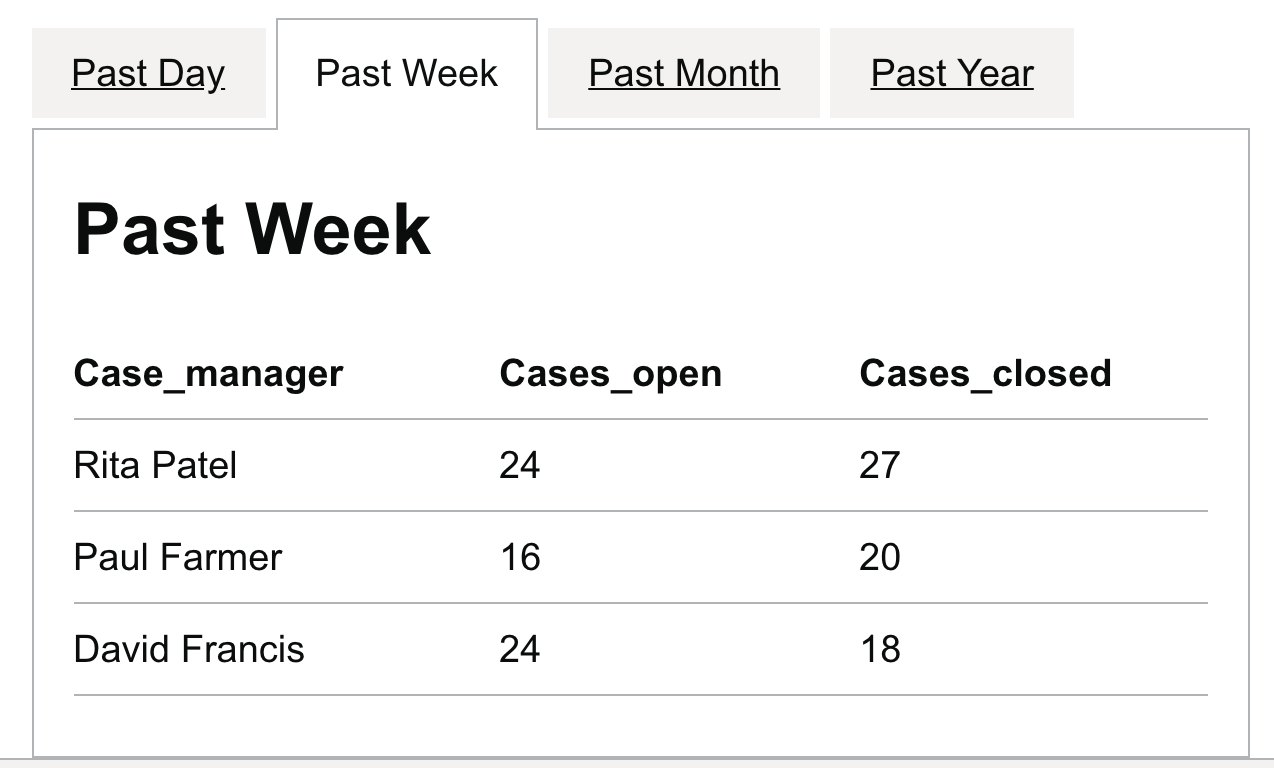 Past Day Past Week Past Month Past Year
Past Week
Case_manager Cases_open Cases_closed
Rita Patel 24 27
Paul Farmer 16 20
David Francis 24 18